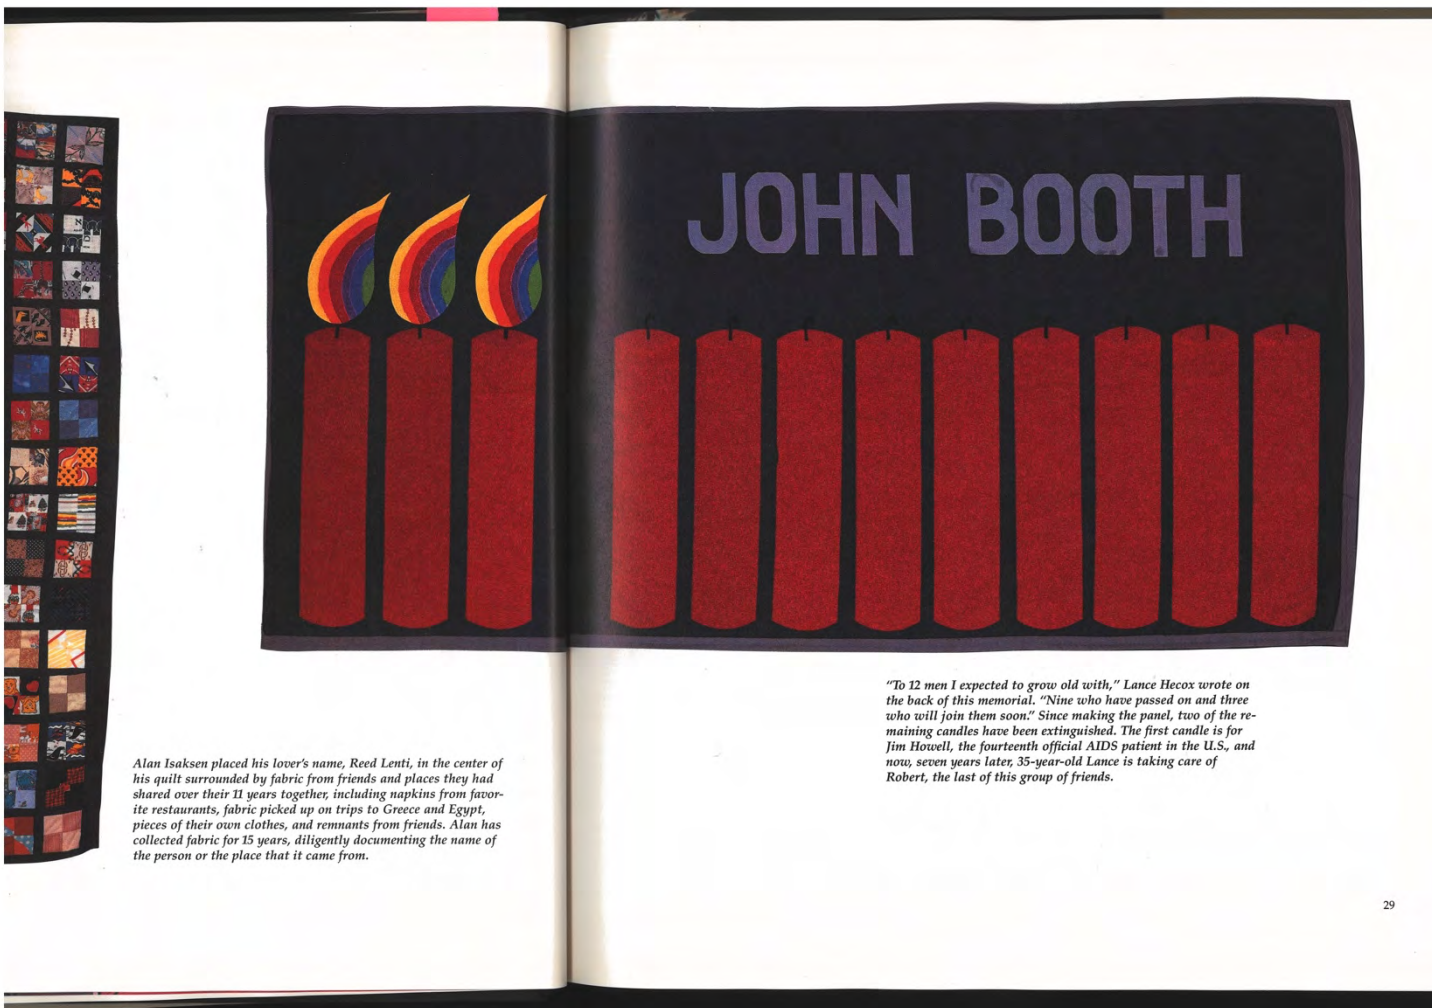 JOHN BOOTH
Alan Isaksen placed his lover's name, Reed Lenti, in the center of
his quilt surrounded by fabric from friends and places they had
shared over their 11 years together, including napkins from favor-
ite restaurants, fabric picked up on trips to Greece and Egypt,
pieces of their own clothes, and remnants from friends. Alan has
collected fabric for 15 years, diligently documenting the name of
the person or the place that it came from.
"To 12 men I expected to grow old with," Lance Hecox wrote on
the back of this memorial. "Nine who have passed on and three
who will join them soon." Since making the panel, two of the re-
maining candles have been extinguished. The first candle is for
Jim Howell, the fourteenth official AIDS patient in the U.S., and
now, seven years later, 35-year-old Lance is taking care of
Robert, the last of this group of friends.
29